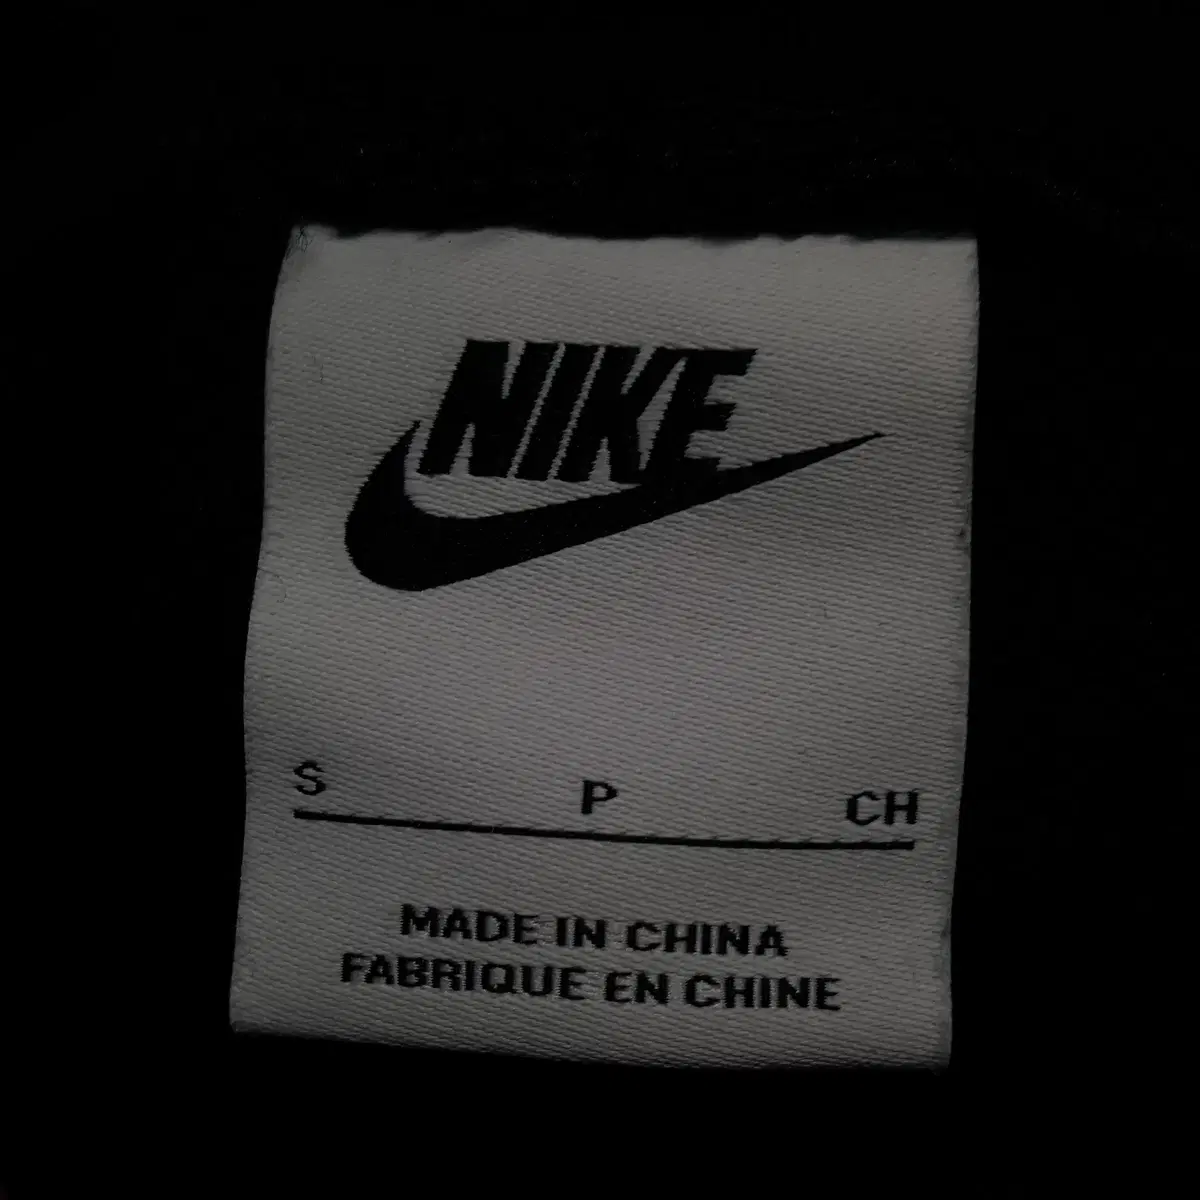 NIKE
S P CH
MADE IN CHINA
FABRIQUE EN CHINE